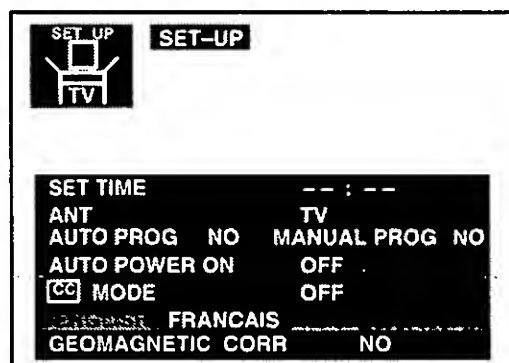 SET UP
TV
SET-UP
SET TIME -- : --
ANT TV
AUTO PROG NO MANUAL PROG NO
AUTO POWER ON OFF
CC MODE OFF
FRANCAIS
GEOMAGNETIC CORR NO